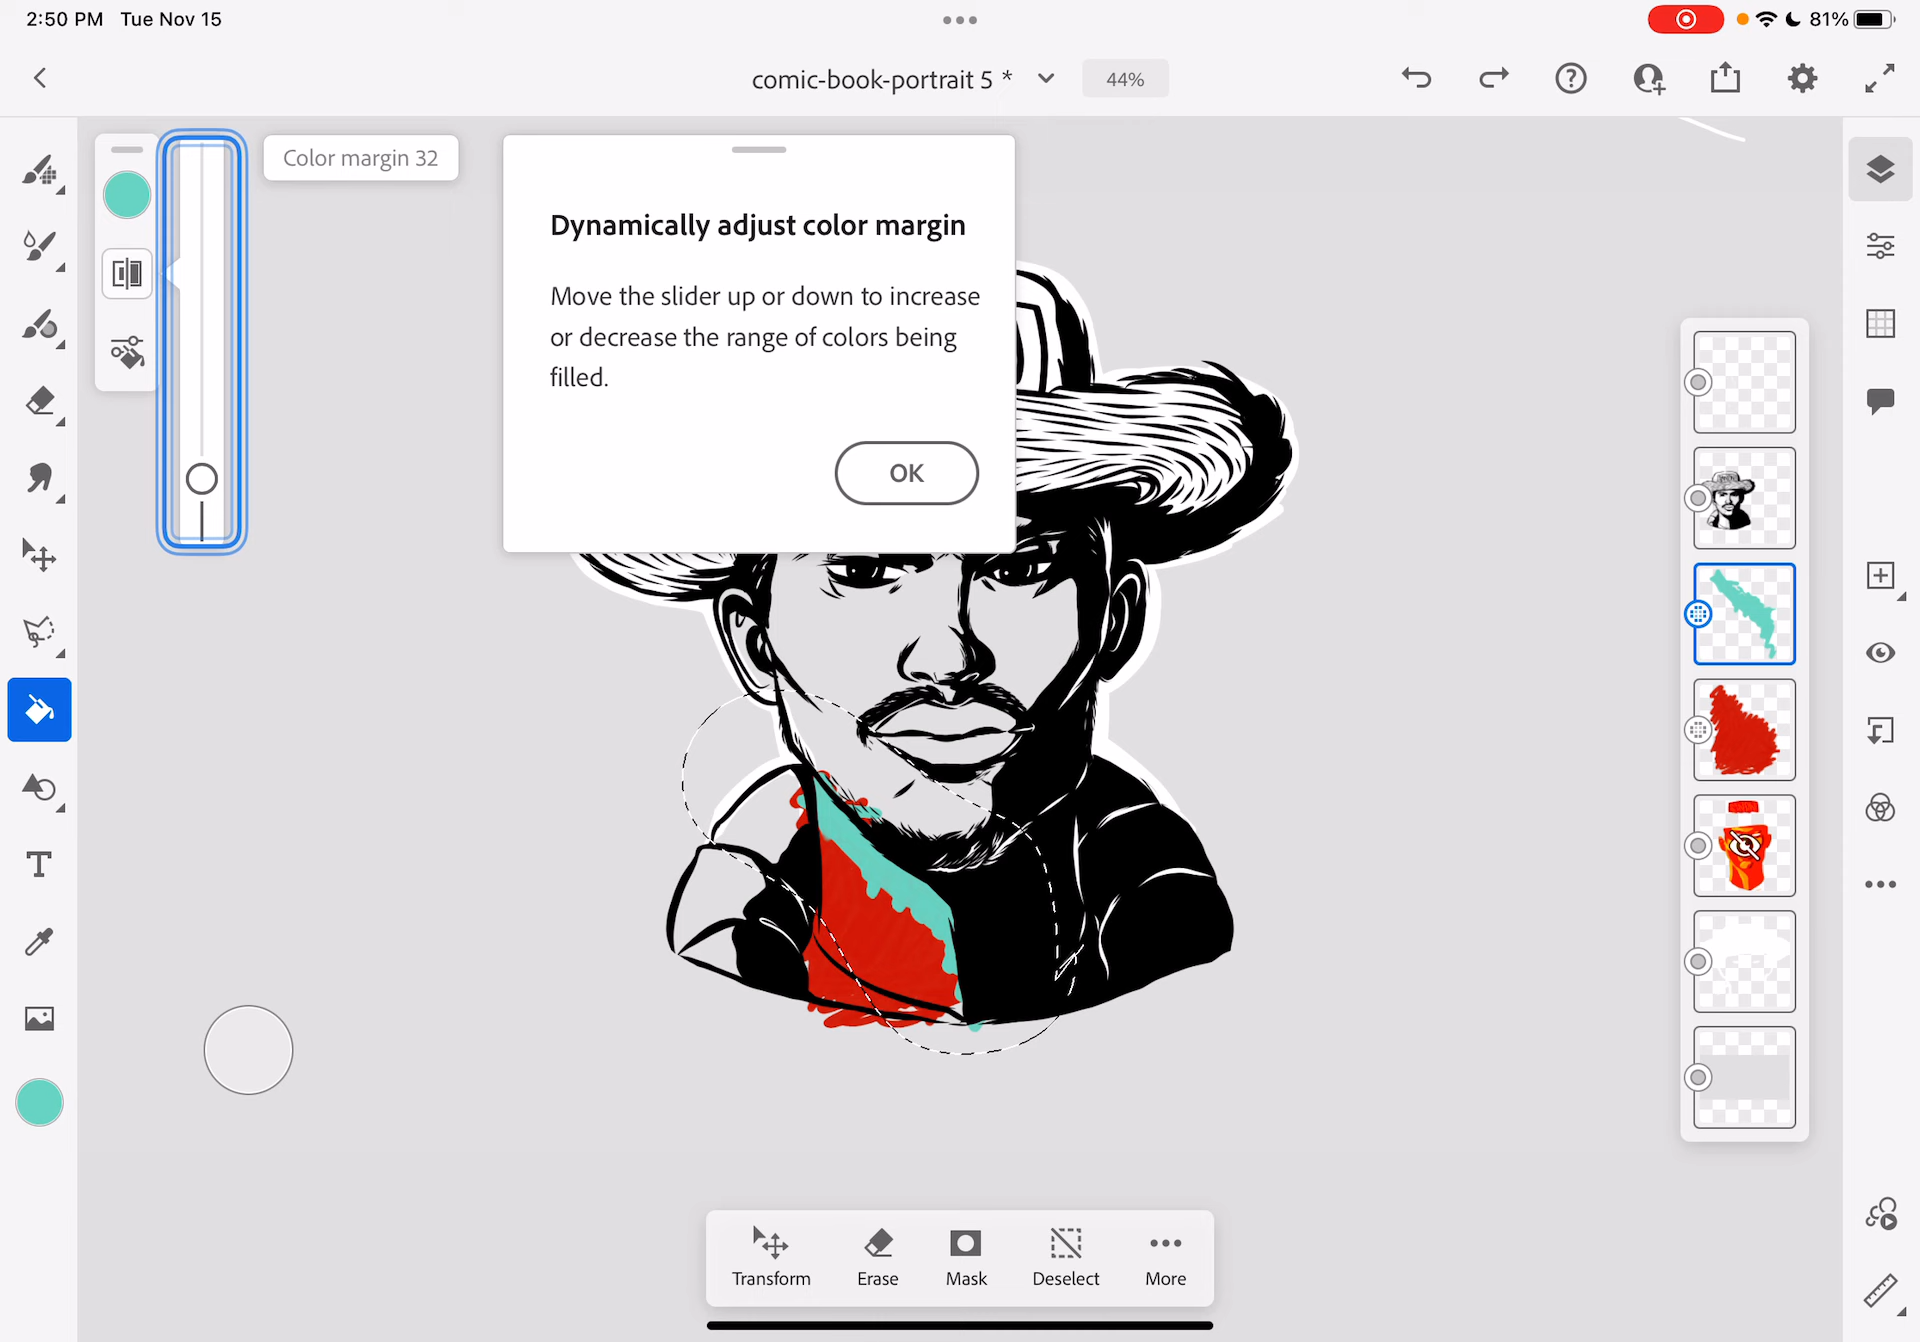 2:50 PM Tue Nov 15
81%
comic-book-portrait 5 *
44%
Color margin 32
Dynamically adjust color margin
Move the slider up or down to increase
or decrease the range of colors being
filled.
OK
Transform
Erase
Mask
Deselect
More